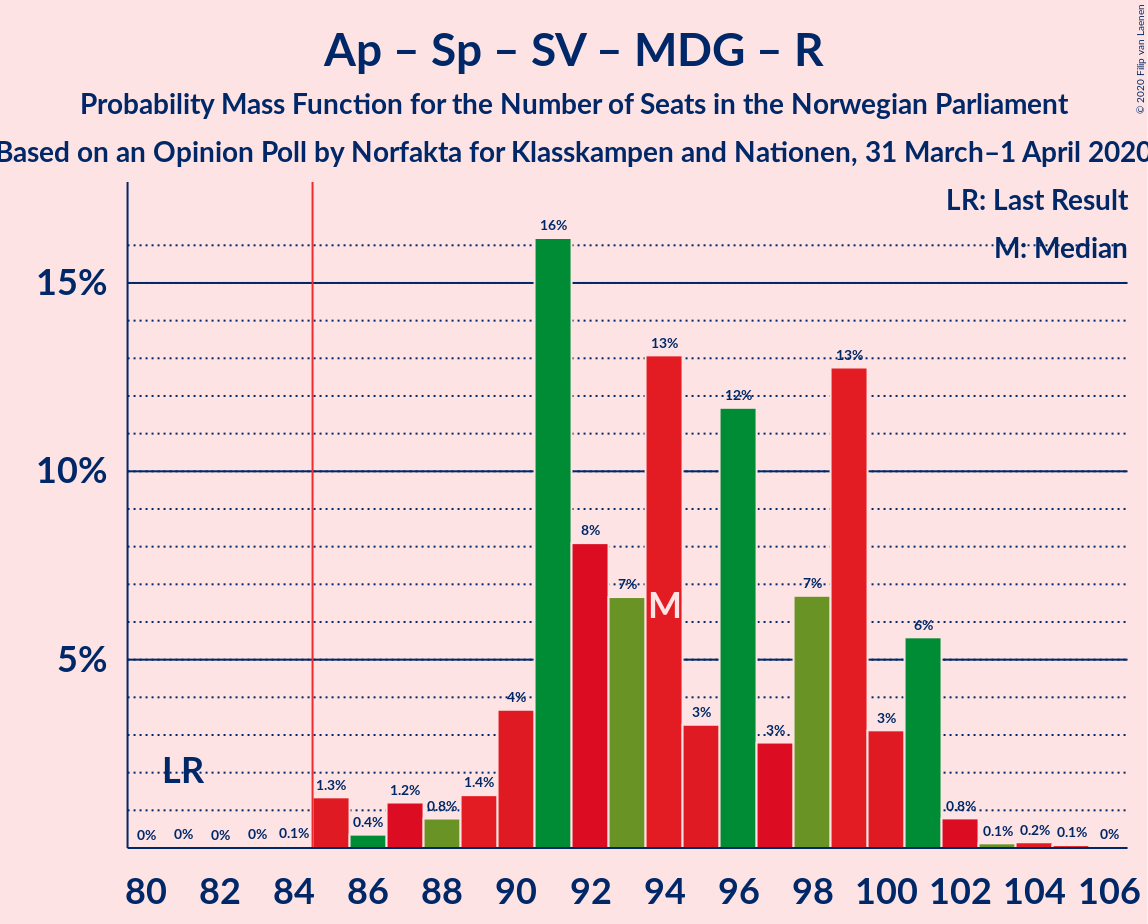 Ap – Sp – SV – MDG – R
Probability Mass Function for the Number of Seats in the Norwegian Parliament
Based on an Opinion Poll by Norfakta for Klasskampen and Nationen, 31 March–1 April 2020
© 2020 Filip van Laenen
LR: Last Result
M: Median
15%
10%
5%
LR
M
0% 0% 0% 0% 0.1% 1.3% 0.4% 1.2% 0.8% 1.4% 4% 16% 8% 7% 13% 3% 12% 3% 7% 13% 3% 6% 0.8% 0.1% 0.2% 0.1% 0%
80 82 84 86 88 90 92 94 96 98 100 102 104 106